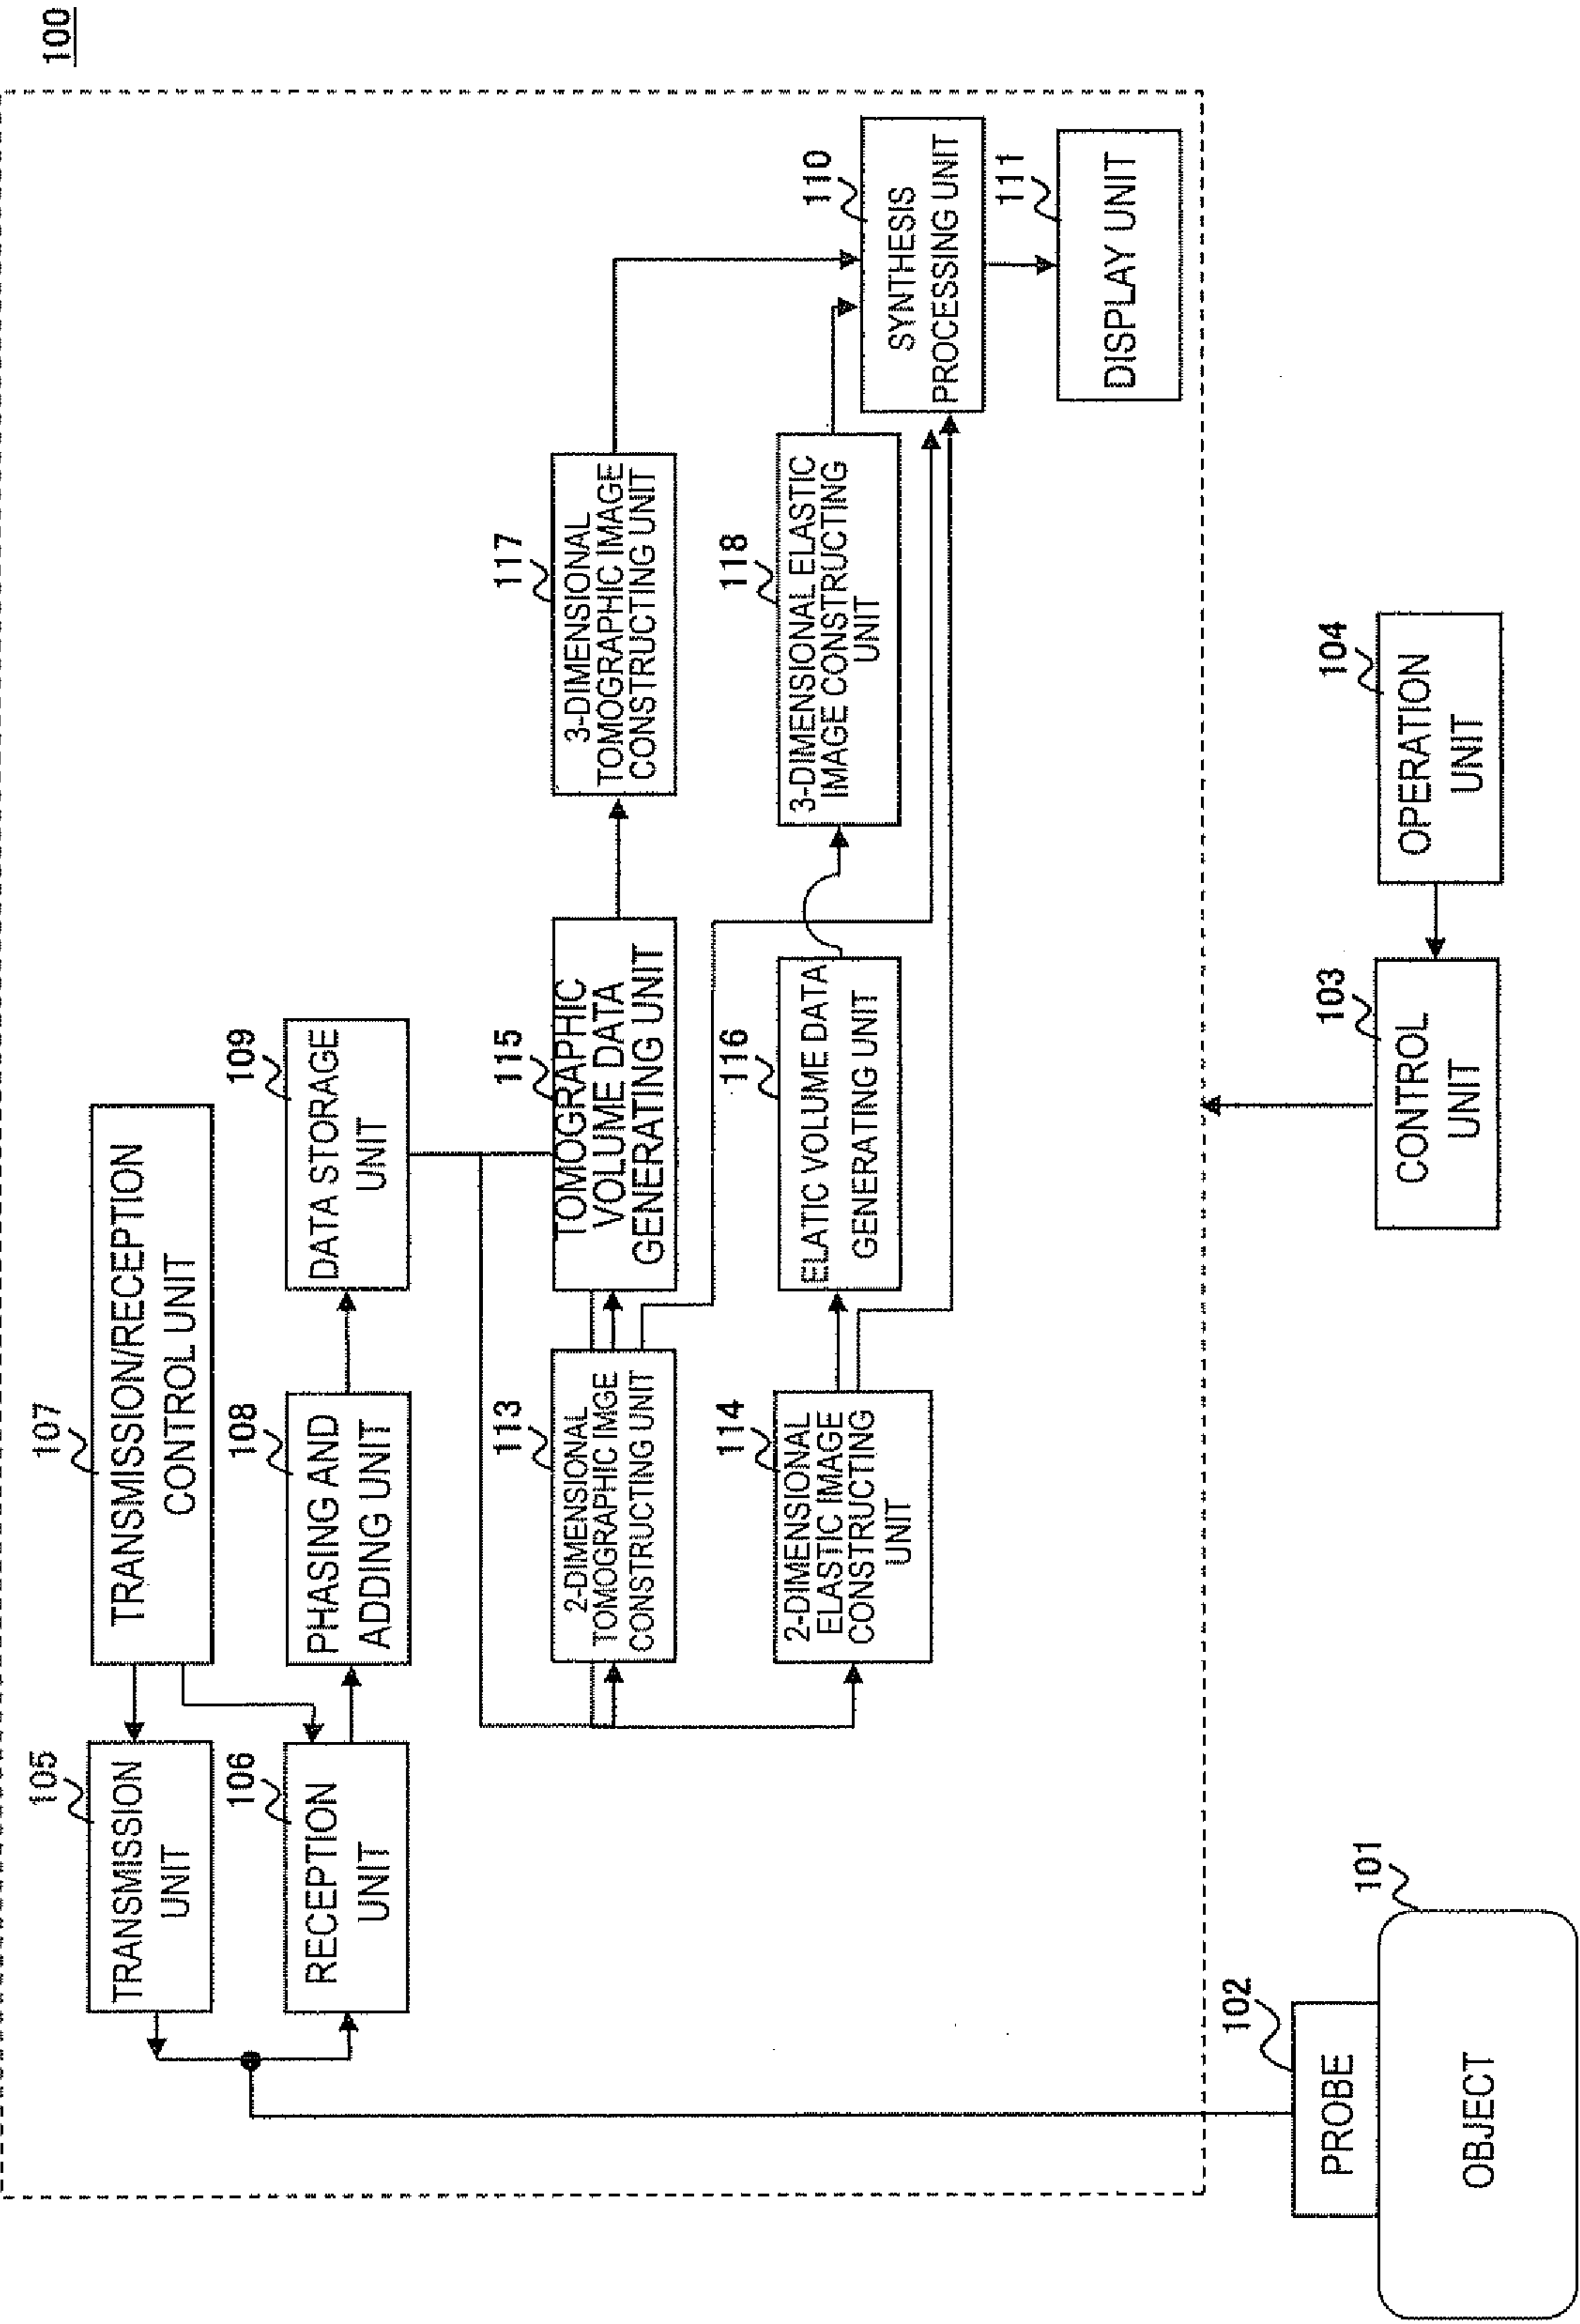 100
107
TRANSMISSION/RECEPTION
CONTROL UNIT
105
TRANSMISSION
UNIT
106
RECEPTION
UNIT
108
PHASING AND
ADDING UNIT
109
DATA STORAGE
UNIT
113
2-DIMENSIONAL
TOMOGRAPHIC IMGE
CONSTRUCTING UNIT
115
TOMOGRAPHIC
VOLUME DATA
GENERATING UNIT
117
3-DIMENSIONAL
TOMOGRAPHIC IMAGE
CONSTRUCTING UNIT
114
2-DIMENSIONAL
ELASTIC IMAGE
CONSTRUCTING
UNIT
116
ELATIC VOLUME DATA
GENERATING UNIT
118
3-DIMENSIONAL ELASTIC
IMAGE CONSTRUCTING
UNIT
110
SYNTHESIS
PROCESSING UNIT
111
DISPLAY UNIT
102
PROBE
101
OBJECT
103
CONTROL
UNIT
104
OPERATION
UNIT